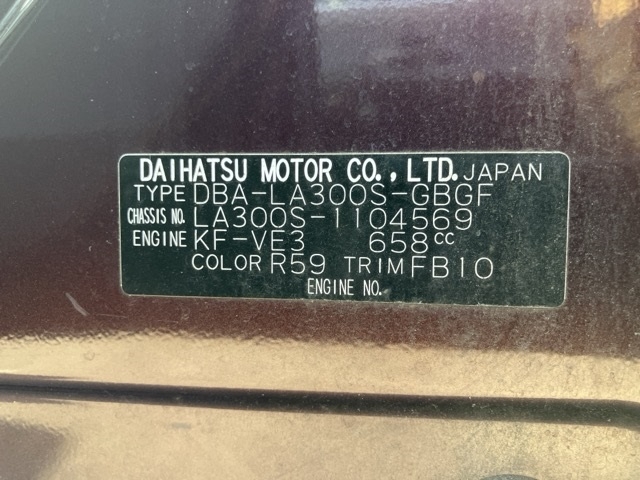 DAIHATSU MOTOR CO., LTD. JAPAN
TYPE DBA-LA300S-GBGF
CHASSIS NO. LA300S-1104569
ENGINE KF-VE3 658cc
COLOR R59 TRIM FB10
ENGINE NO.